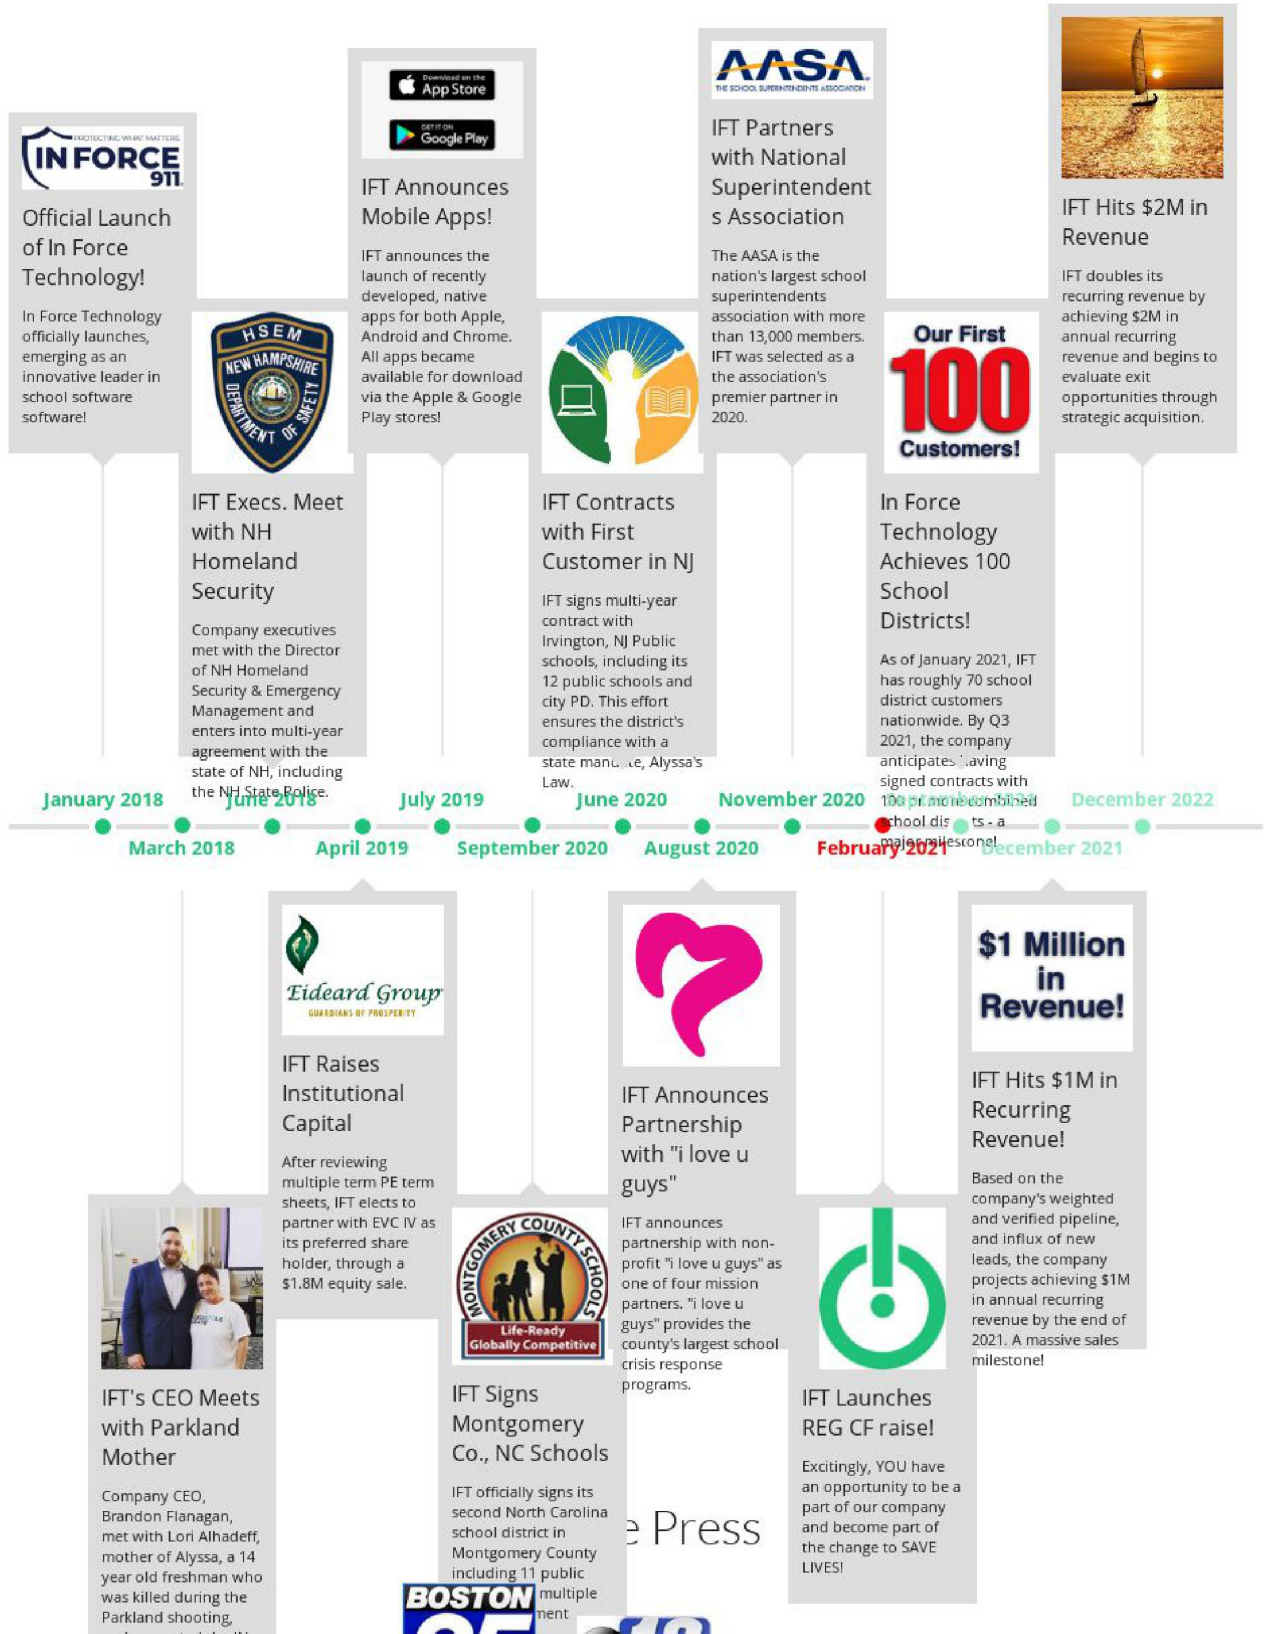 PROTECTING WHAT MATTERS
IN FORCE
911
Official Launch
of In Force
Technology!
In Force Technology
officially launches,
emerging as an
innovative leader in
school software
software!
HSEM
NEW HAMPSHIRE
DEPARTMENT OF SAFETY
IFT Execs. Meet
with NH
Homeland
Security
Company executives
met with the Director
of NH Homeland
Security & Emergency
Management and
enters into multi-year
agreement with the
state of NH, including
the NH State Police.
Download on the
App Store
GET IT ON
Google Play
IFT Announces
Mobile Apps!
IFT announces the
launch of recently
developed, native
apps for both Apple,
Android and Chrome.
All apps became
available for download
via the Apple & Google
Play stores!
IFT Contracts
with First
Customer in NJ
IFT signs multi-year
contract with
Irvington, NJ Public
schools, including its
12 public schools and
city PD. This effort
ensures the district's
compliance with a
state mandate, Alyssa's
Law.
AASA
THE SCHOOL SUPERINTENDENTS ASSOCIATION
IFT Partners
with National
Superintendent
s Association
The AASA is the
nation's largest school
superintendents
association with more
than 13,000 members.
IFT was selected as a
the association's
premier partner in
2020.
Our First
100
Customers!
In Force
Technology
Achieves 100
School
Districts!
As of January 2021, IFT
has roughly 70 school
district customers
nationwide. By Q3
2021, the company
anticipates having
signed contracts with
100 or more combined
school districts - a
major milestone!
IFT Hits $2M in
Revenue
IFT doubles its
recurring revenue by
achieving $2M in
annual recurring
revenue and begins to
evaluate exit
opportunities through
strategic acquisition.
January 2018
June 2018
July 2019
June 2020
November 2020
September 2021
December 2022
March 2018
April 2019
September 2020
August 2020
February 2021
December 2021
IFT's CEO Meets
with Parkland
Mother
Company CEO,
Brandon Flanagan,
met with Lori Alhadeff,
mother of Alyssa, a 14
year old freshman who
was killed during the
Parkland shooting,
Eideard Group
GUARDIANS OF PROSPERITY
IFT Raises
Institutional
Capital
After reviewing
multiple term PE term
sheets, IFT elects to
partner with EVC IV as
its preferred share
holder, through a
$1.8M equity sale.
MONTGOMERY COUNTY SCHOOLS
Life-Ready
Globally Competitive
IFT Signs
Montgomery
Co., NC Schools
IFT officially signs its
second North Carolina
school district in
Montgomery County
including 11 public
multiple
ment
BOSTON
25
10
IFT Announces
Partnership
with "i love u
guys"
IFT announces
partnership with non-
profit "i love u guys" as
one of four mission
partners. "i love u
guys" provides the
county's largest school
crisis response
programs.
e Press
IFT Launches
REG CF raise!
Excitingly, YOU have
an opportunity to be a
part of our company
and become part of
the change to SAVE
LIVES!
$1 Million
in
Revenue!
IFT Hits $1M in
Recurring
Revenue!
Based on the
company's weighted
and verified pipeline,
and influx of new
leads, the company
projects achieving $1M
in annual recurring
revenue by the end of
2021. A massive sales
milestone!